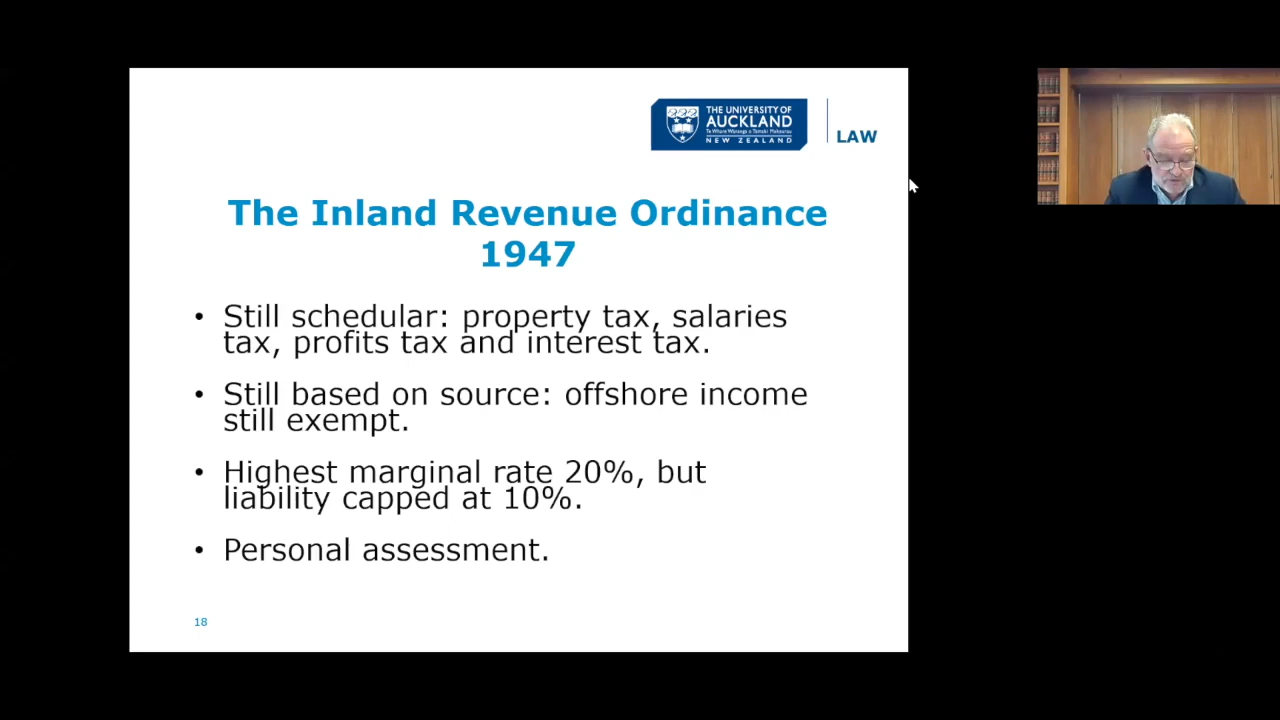 THE UNIVERSITY OF
AUCKLAND
Te Whare Wānanga o Tāmaki Makaurau
NEW ZEALAND
LAW
The Inland Revenue Ordinance
1947
• Still schedular: property tax, salaries
tax, profits tax and interest tax.
• Still based on source: offshore income
still exempt.
• Highest marginal rate 20%, but
liability capped at 10%.
• Personal assessment.
18